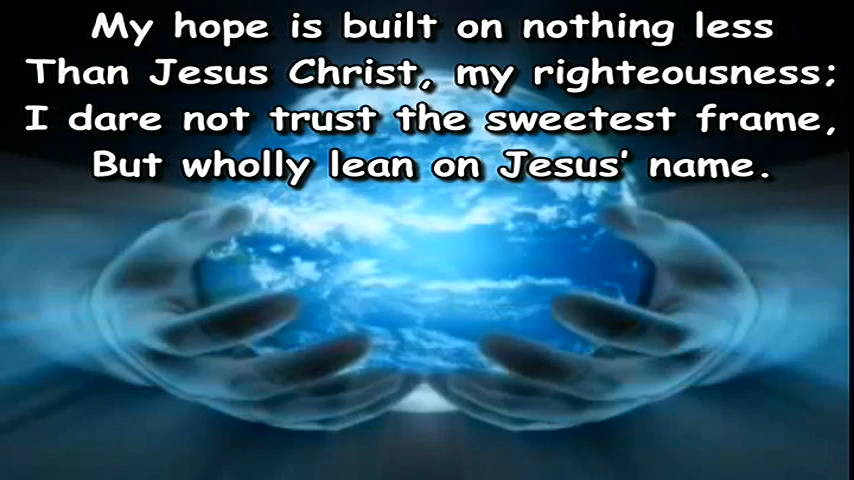 My hope is built on nothing less
Than Jesus Christ, my righteousness;
I dare not trust the sweetest frame,
But wholly lean on Jesus’ name.